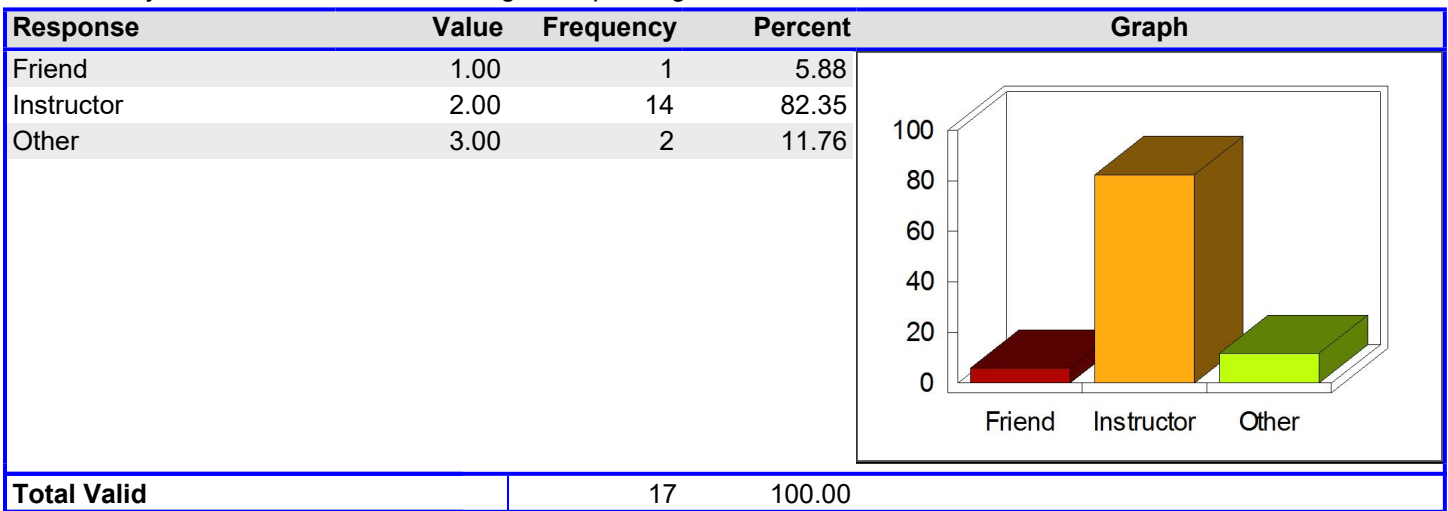 Response Value Frequency Percent Graph
Friend 1.00 1 5.88
Instructor 2.00 14 82.35
Other 3.00 2 11.76
100
80
60
40
20
0
Friend Instructor Other
Total Valid 17 100.00